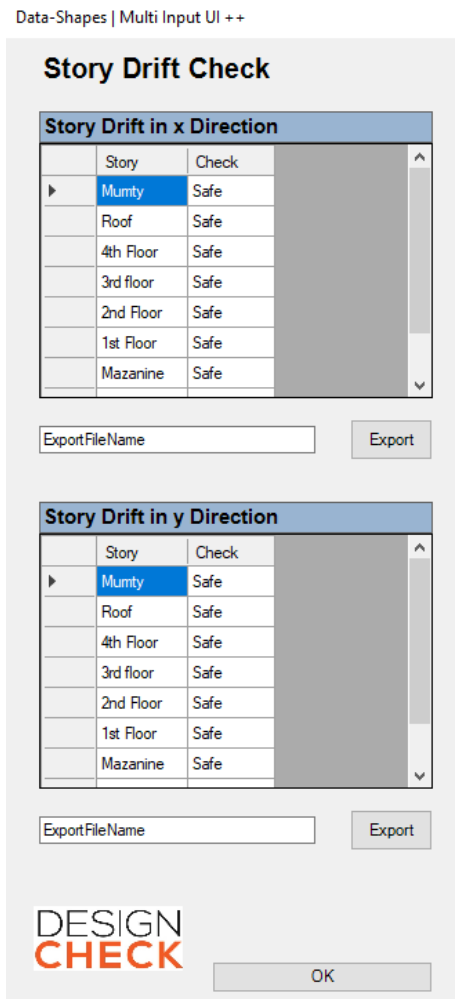 Data-Shapes | Multi Input UI ++
Story Drift Check
Story Drift in x Direction
Story Check
Mumty Safe
Roof Safe
4th Floor Safe
3rd floor Safe
2nd Floor Safe
1st Floor Safe
Mazanine Safe
ExportFileName Export
Story Drift in y Direction
Story Check
Mumty Safe
Roof Safe
4th Floor Safe
3rd floor Safe
2nd Floor Safe
1st Floor Safe
Mazanine Safe
ExportFileName Export
DESIGN
CHECK
OK